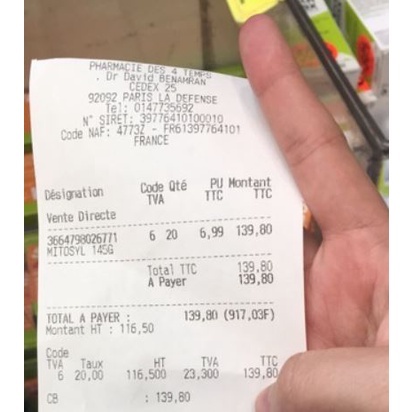 PHARMACIE DES 4 TEMPS
. Dr David BENAMRAN
CEDEX 25
92092 PARIS LA DEFENSE
Tel: 0147735692
N° SIRET: 39776410100010
Code NAF: 4773Z - FR61397764101
FRANCE
Désignation Code Qté PU Montant
TVA TTC TTC
Vente Directe
3664798026771 6 20 6,99 139,80
MITOSYL 145G
Total TTC 139,80
A Payer 139,80
TOTAL A PAYER : 139,80 (917,03F)
Montant HT : 116,50
Code
TVA Taux HT TVA TTC
6 20,00 116,500 23,300 139,80
CB : 139,80